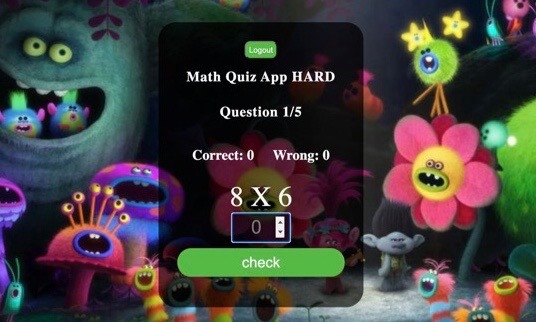 Logout
Math Quiz App HARD
Question 1/5
Correct: 0 Wrong: 0
8 X 6
0
check